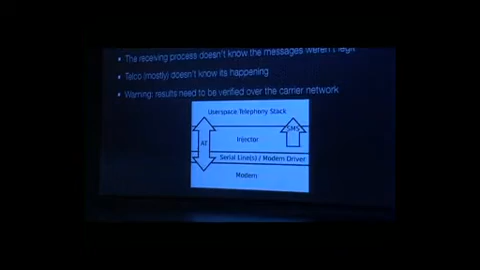 • The receiving process doesn't know the messages weren't legit
• Telco (mostly) doesn't know its happening
• Warning: results need to be verified over the carrier network
Userspace Telephony Stack
AT
Injector
SMS
Serial Line(s) / Modem Driver
Modem